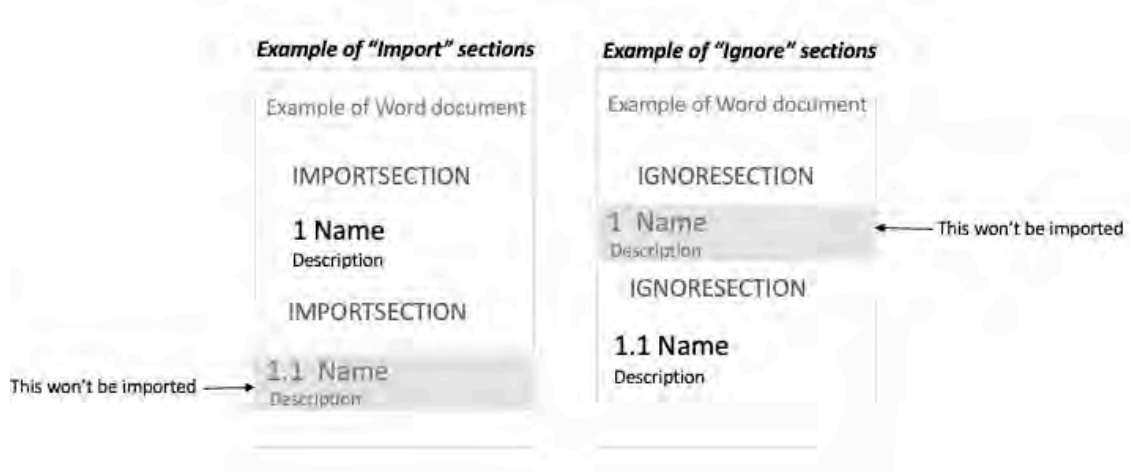 Example of “Import” sections
Example of Word document
IMPORTSECTION
1 Name
Description
IMPORTSECTION
1.1 Name
Description
This won’t be imported
Example of “Ignore” sections
Example of Word document
IGNORESECTION
1 Name
Description
This won’t be imported
IGNORESECTION
1.1 Name
Description